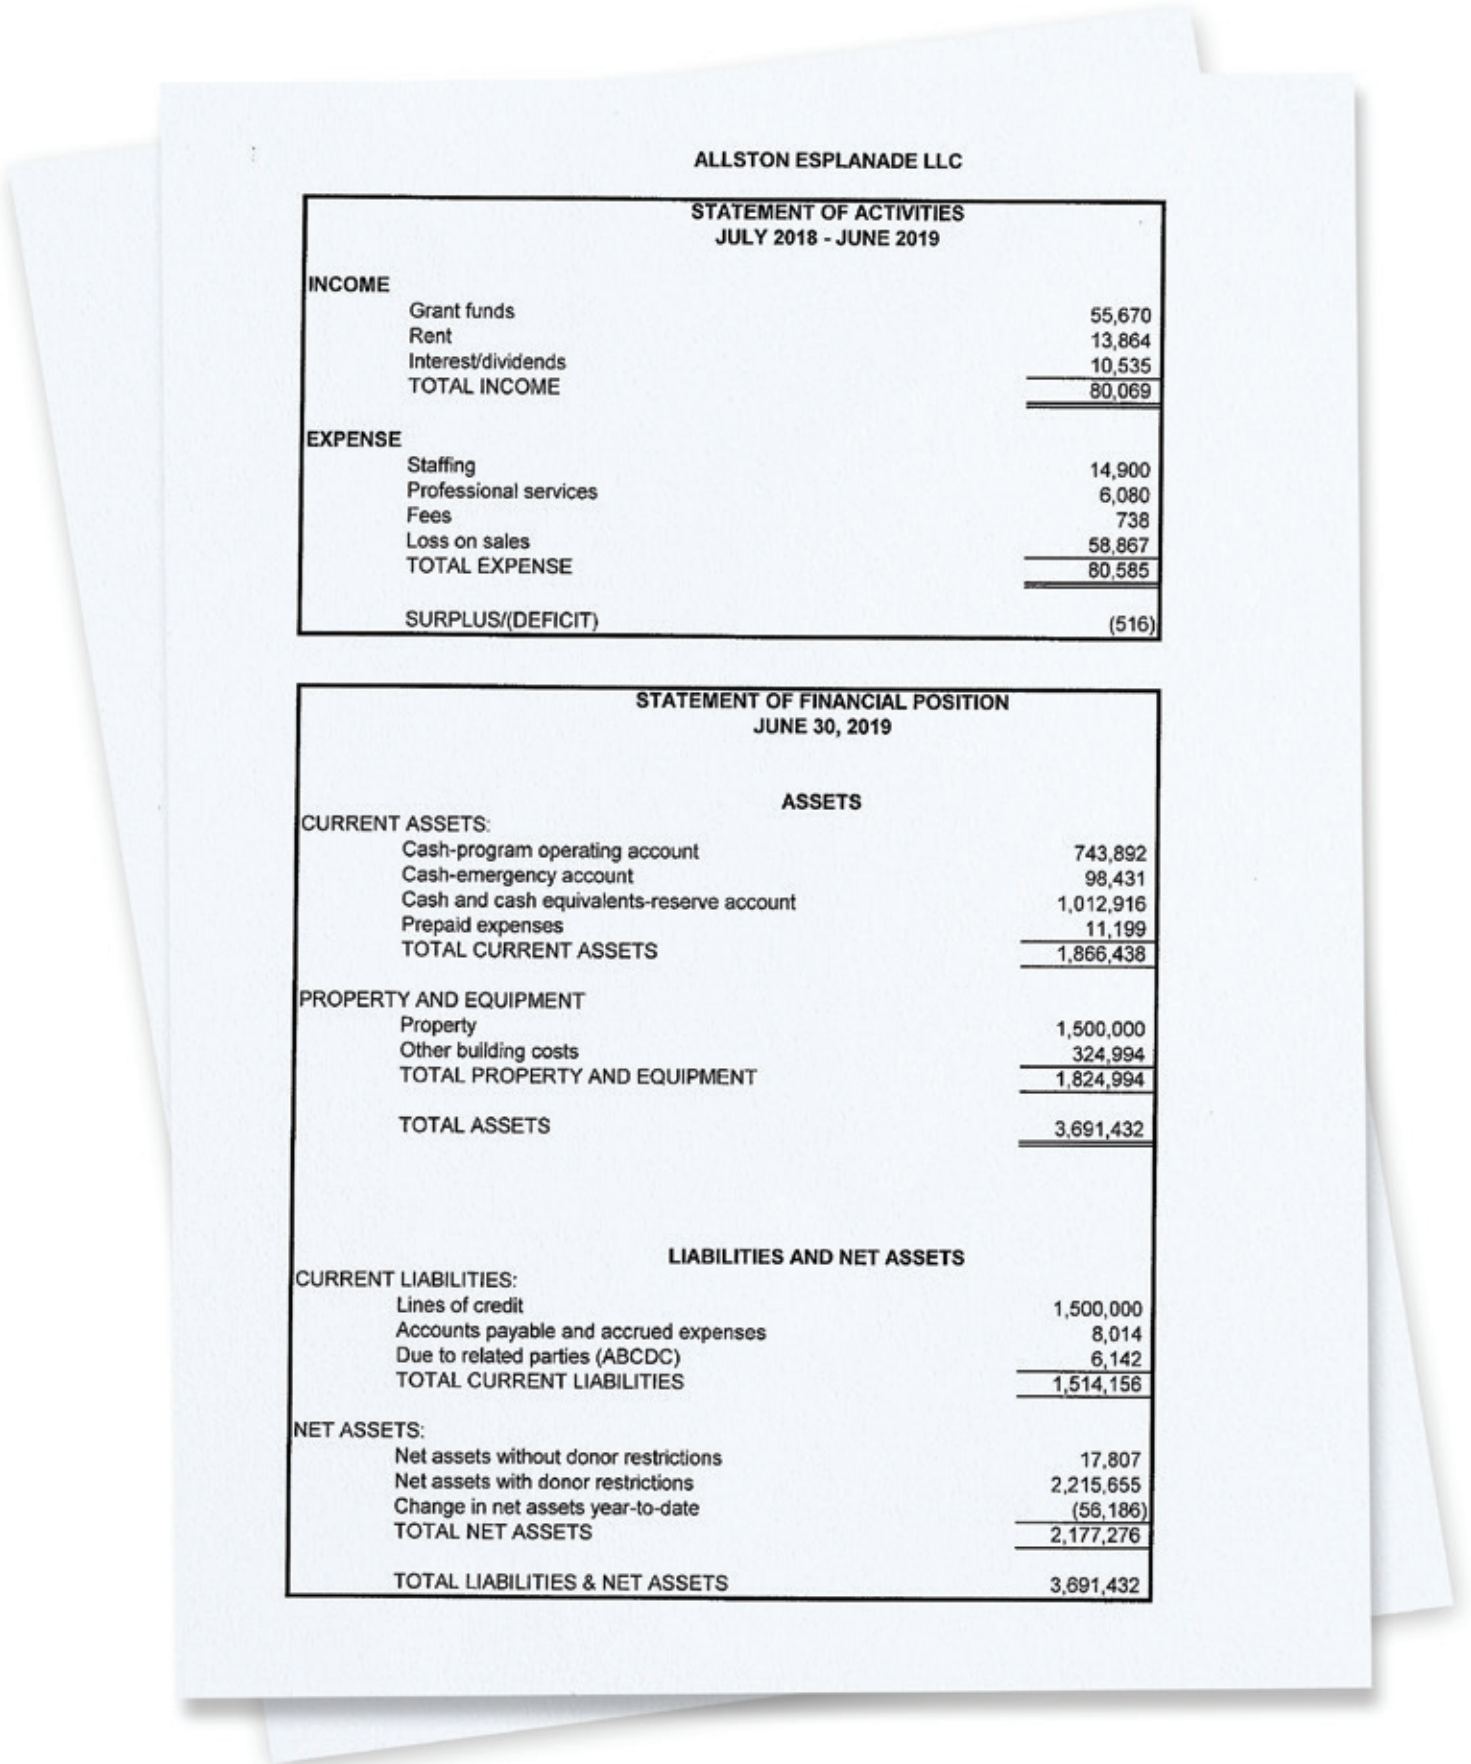 ALLSTON ESPLANADE LLC
STATEMENT OF ACTIVITIES
JULY 2018 - JUNE 2019
INCOME
Grant funds 55,670
Rent 13,864
Interest/dividends 10,535
TOTAL INCOME 80,069
EXPENSE
Staffing 14,900
Professional services 6,080
Fees 738
Loss on sales 58,867
TOTAL EXPENSE 80,585
SURPLUS/(DEFICIT) (516)
STATEMENT OF FINANCIAL POSITION
JUNE 30, 2019
ASSETS
CURRENT ASSETS:
Cash-program operating account 743,892
Cash-emergency account 98,431
Cash and cash equivalents-reserve account 1,012,916
Prepaid expenses 11,199
TOTAL CURRENT ASSETS 1,866,438
PROPERTY AND EQUIPMENT
Property 1,500,000
Other building costs 324,994
TOTAL PROPERTY AND EQUIPMENT 1,824,994
TOTAL ASSETS 3,691,432
LIABILITIES AND NET ASSETS
CURRENT LIABILITIES:
Lines of credit 1,500,000
Accounts payable and accrued expenses 8,014
Due to related parties (ABCDC) 6,142
TOTAL CURRENT LIABILITIES 1,514,156
NET ASSETS:
Net assets without donor restrictions 17,807
Net assets with donor restrictions 2,215,655
Change in net assets year-to-date (56,186)
TOTAL NET ASSETS 2,177,276
TOTAL LIABILITIES & NET ASSETS 3,691,432